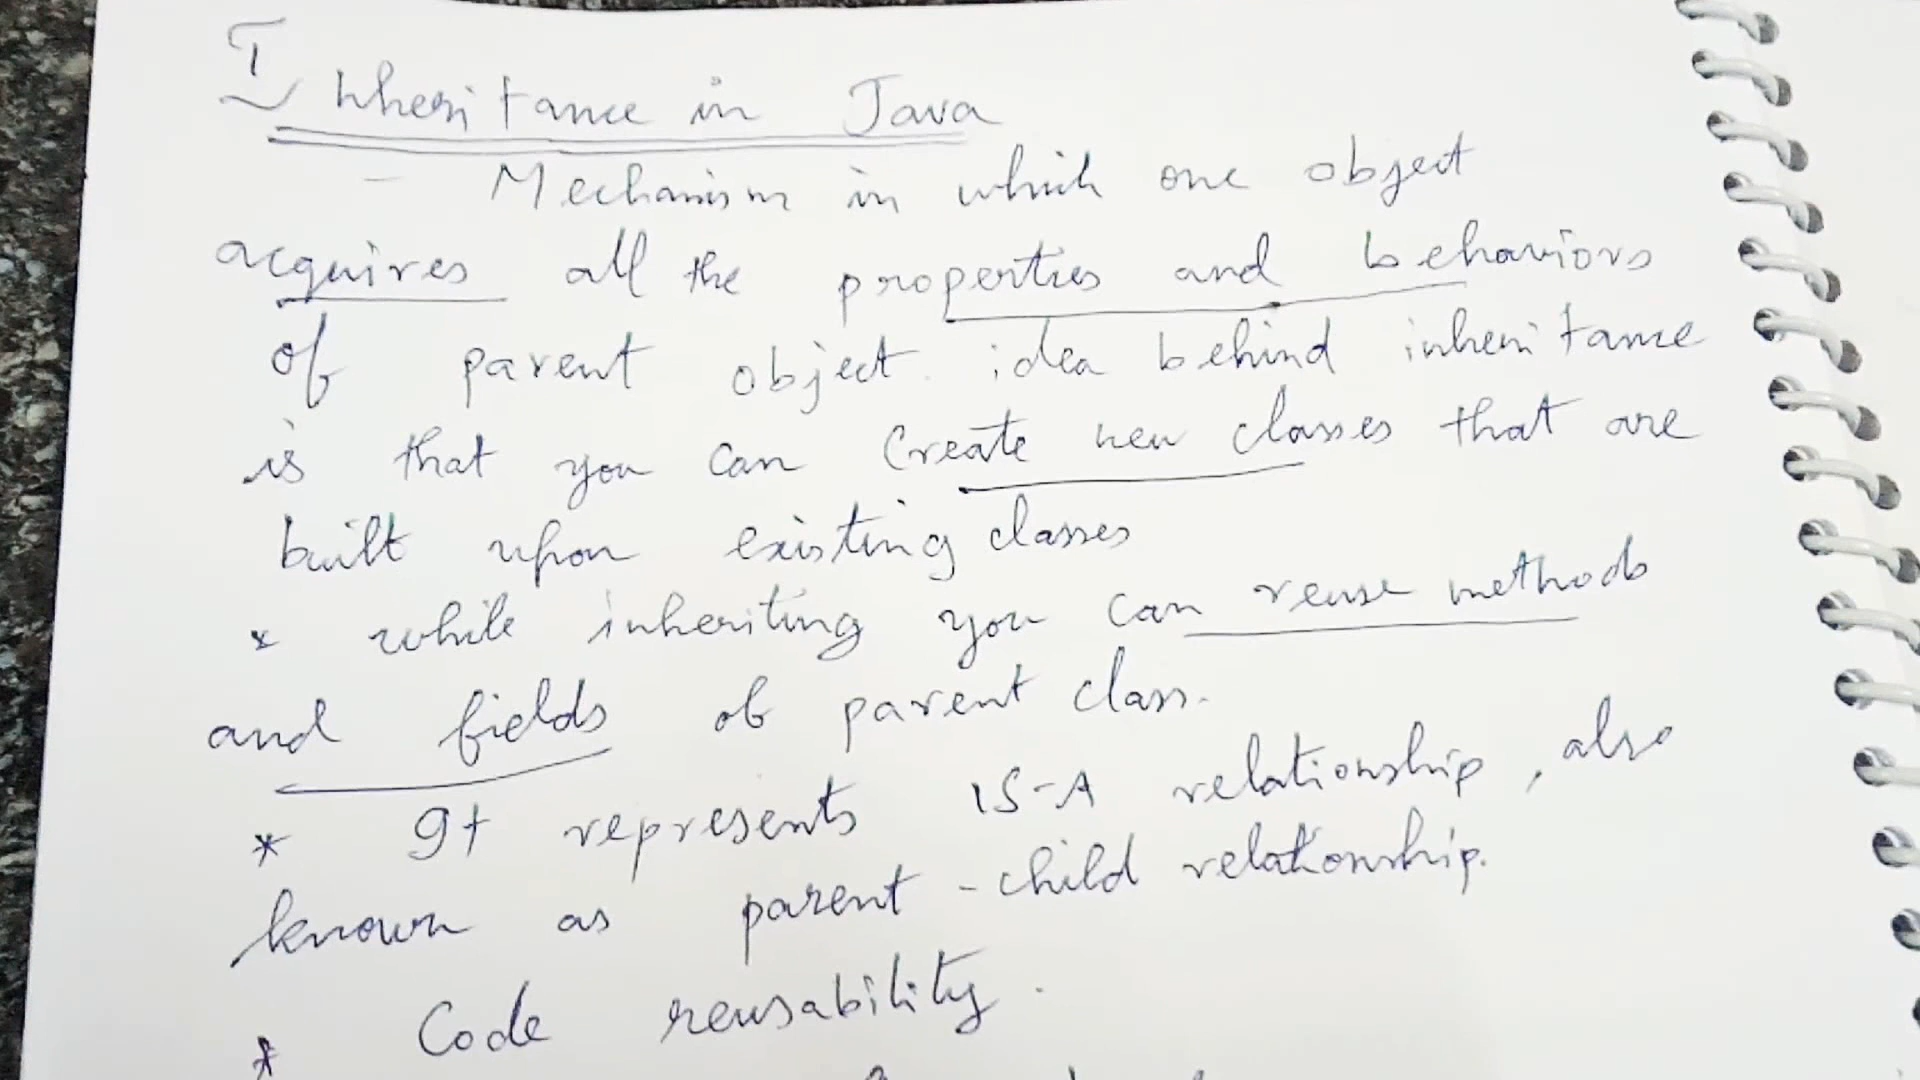 Inheritance in Java
- Mechanism in which one object
acquires all the properties and behaviors
of parent object. idea behind inheritance
is that you can Create new classes that are
built upon existing classes
* while inheriting you can reuse methods
and fields of parent class.
* It represents IS-A relationship, also
known as parent-child relationship.
* Code reusability.